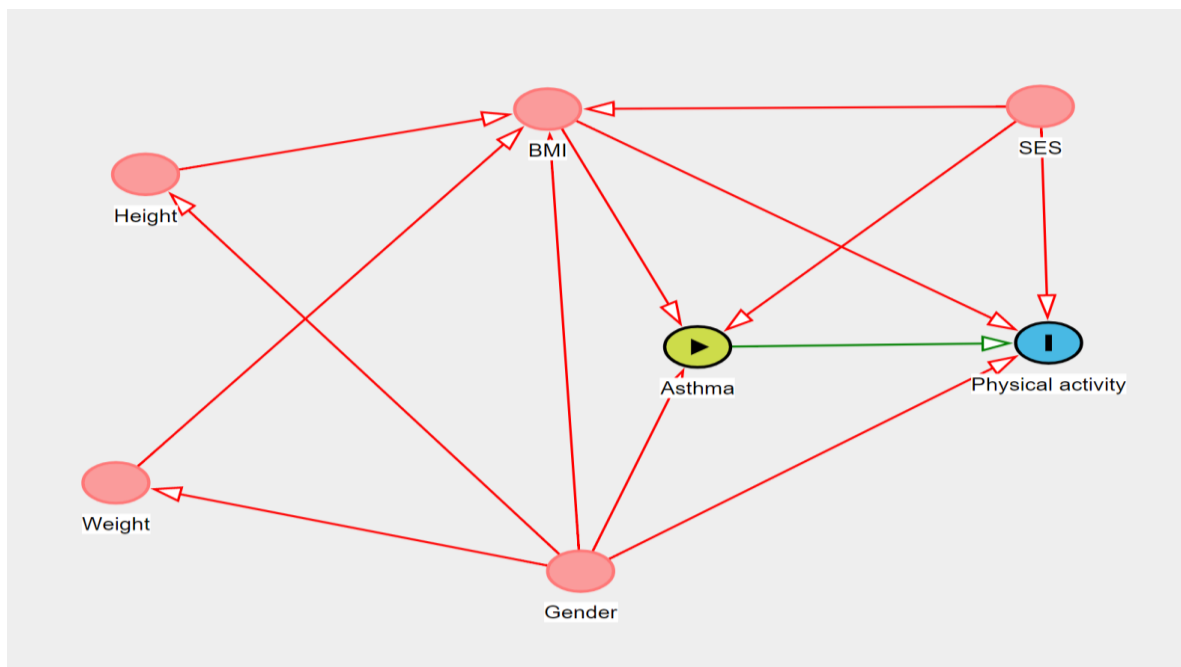 BMI
SES
Height
Asthma
Physical activity
Weight
Gender